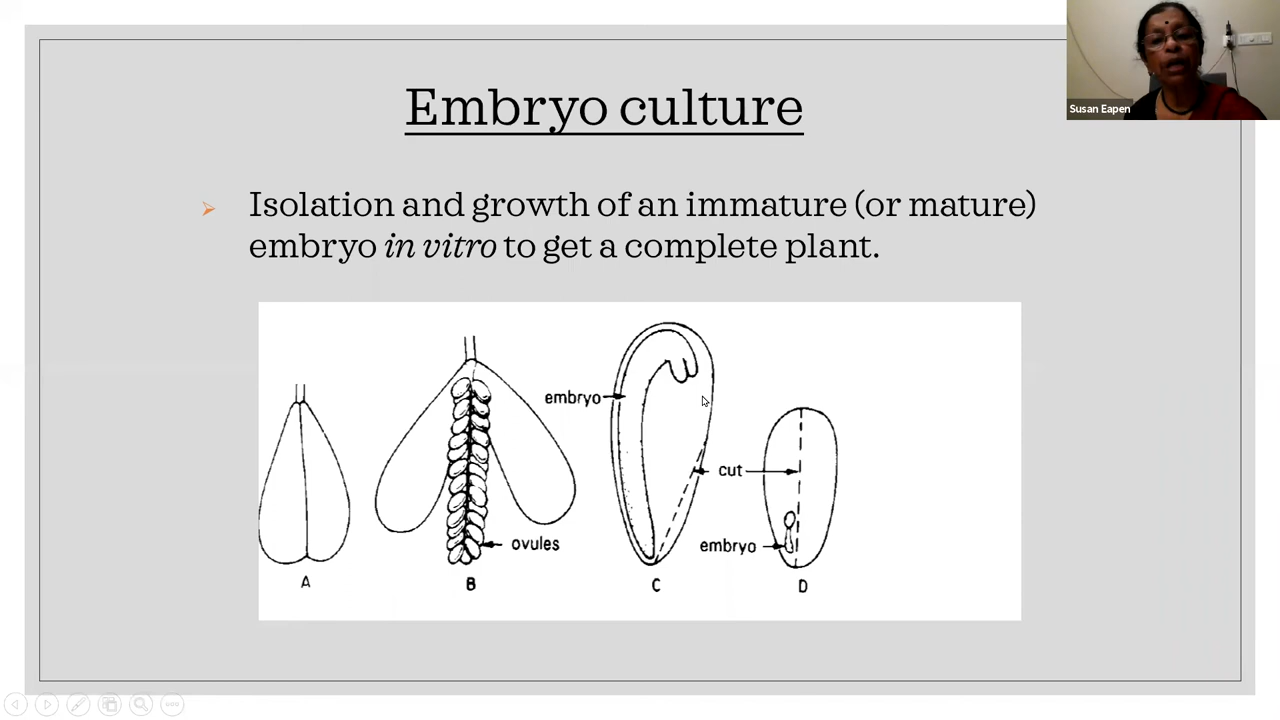 Embryo culture
Susan Eapen
Isolation and growth of an immature (or mature)
embryo in vitro to get a complete plant.
embryo
cut
ovules
embryo
A
B
C
D